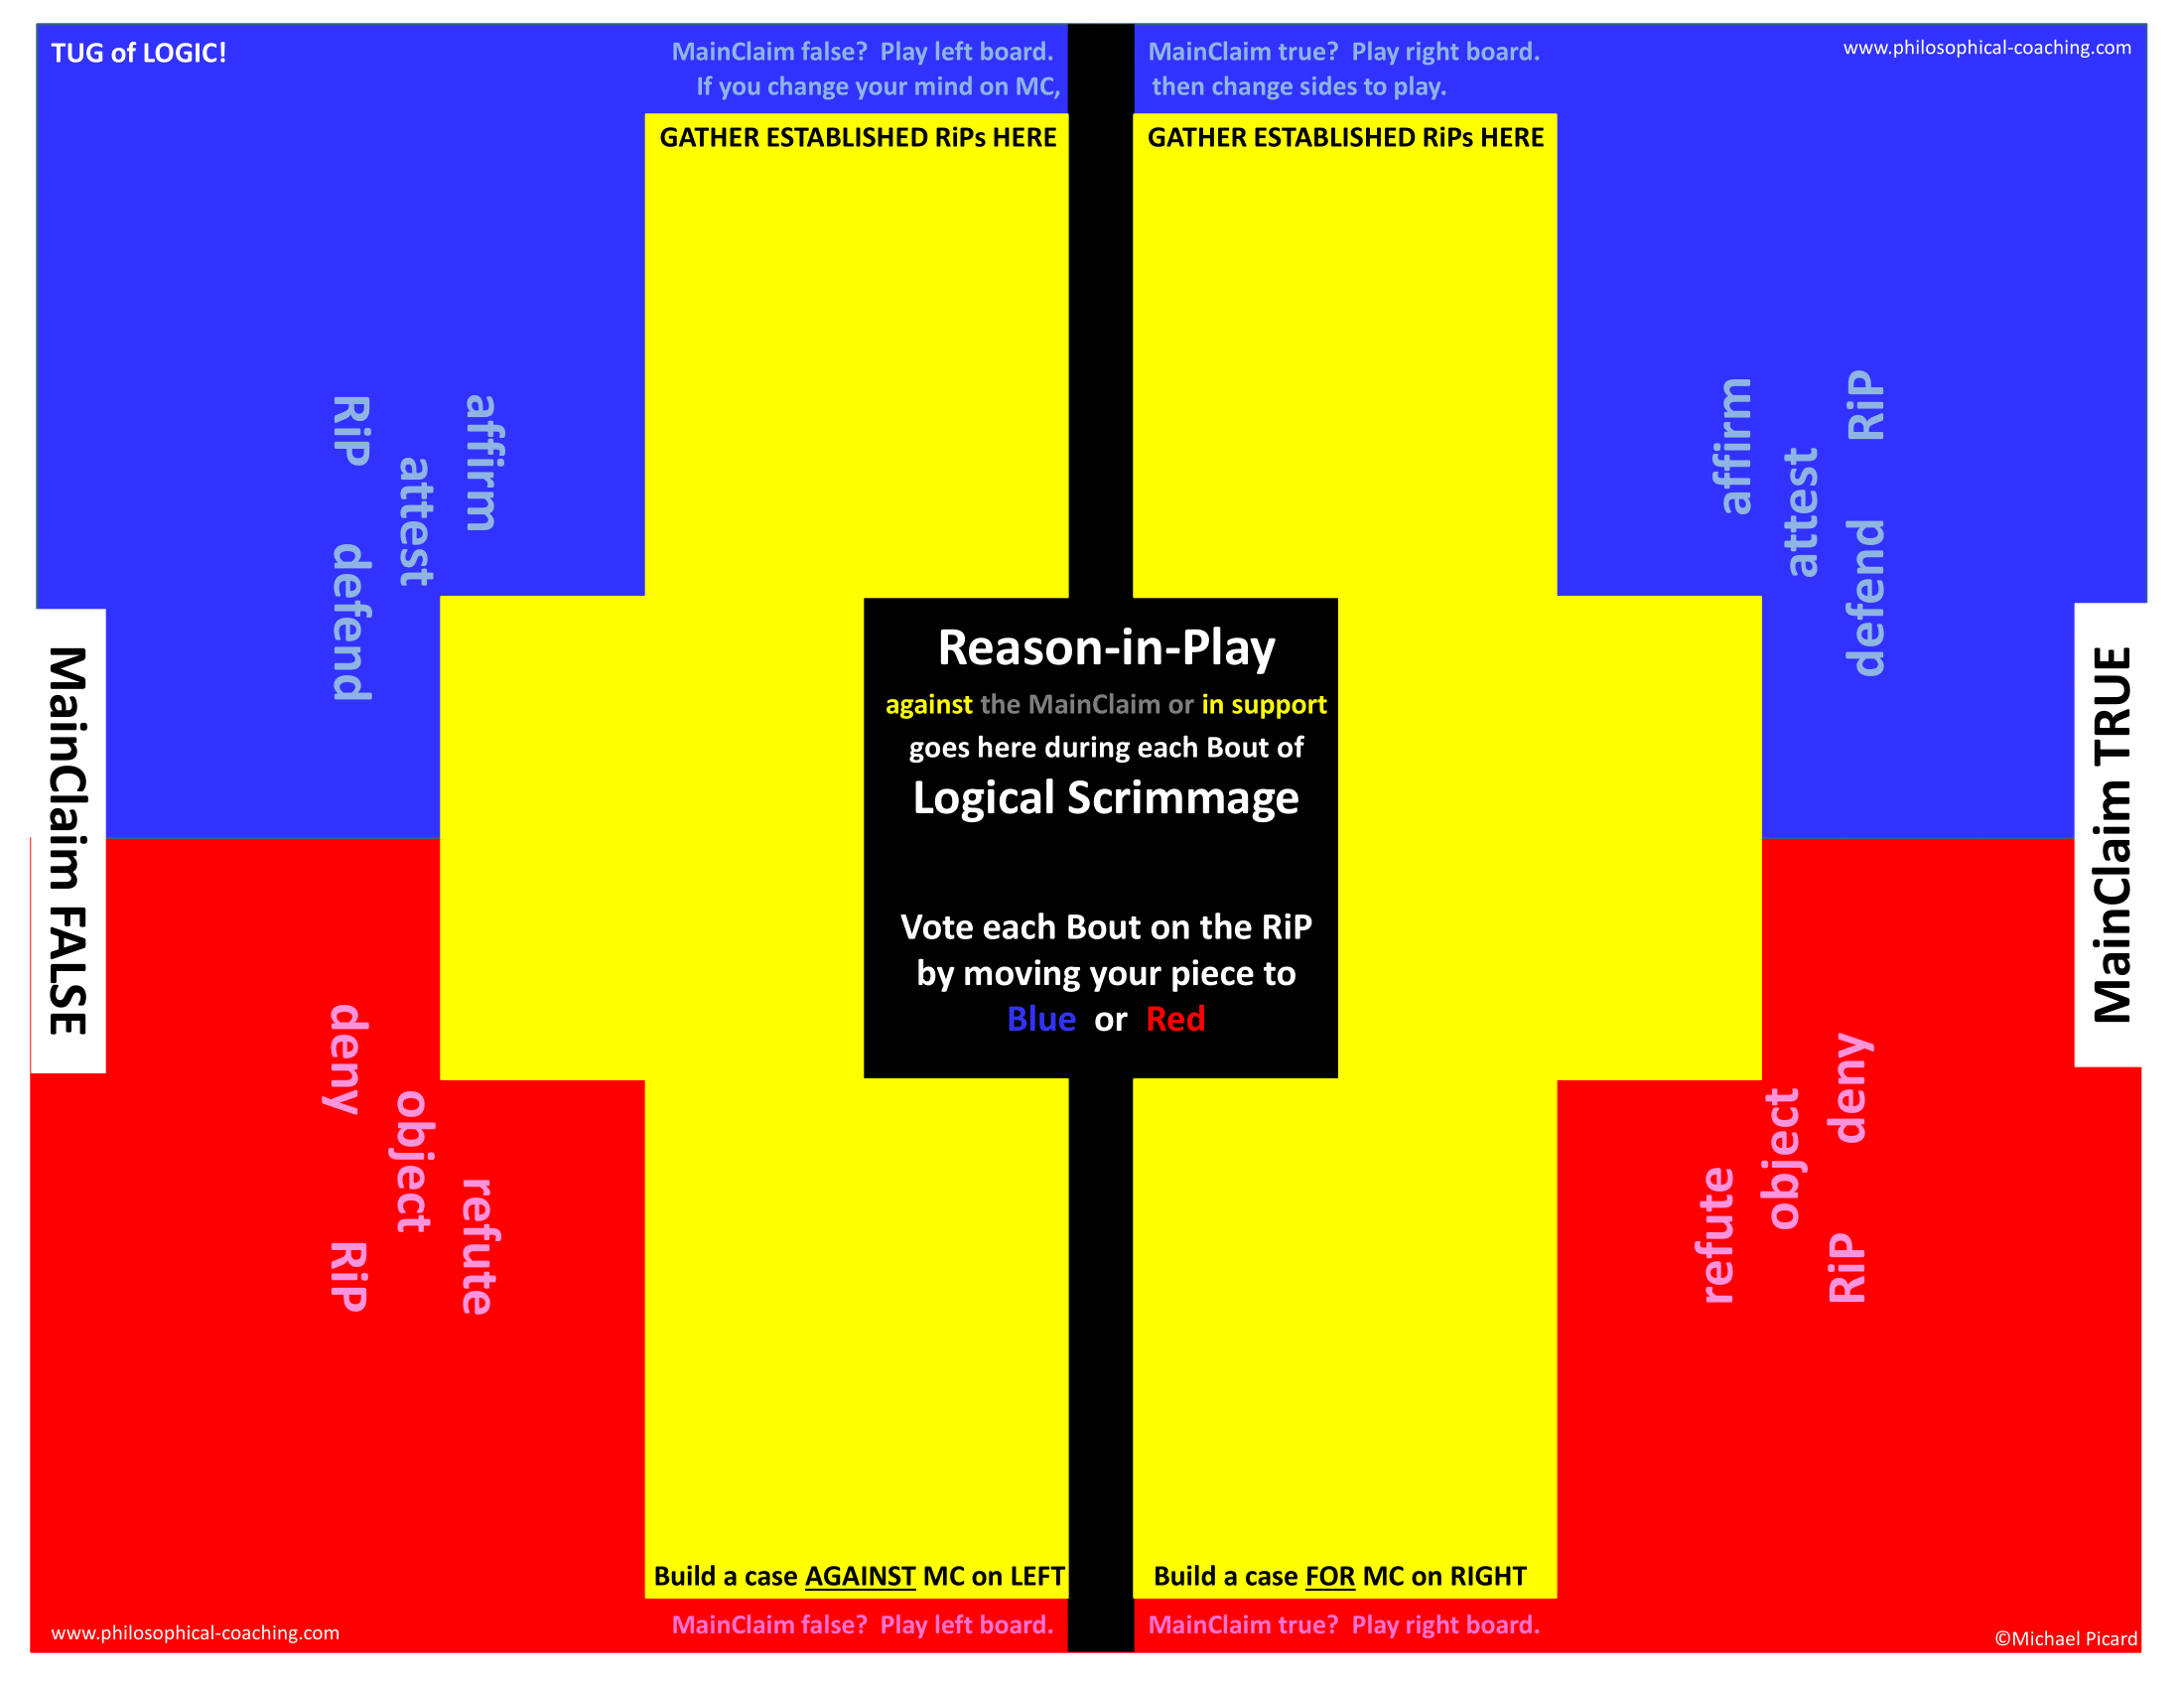 TUG of LOGIC!
MainClaim false?  Play left board.
If you change your mind on MC,
MainClaim true?  Play right board.
then change sides to play.
www.philosophical-coaching.com
GATHER ESTABLISHED RiPs HERE
GATHER ESTABLISHED RiPs HERE
affirm
attest
RiP defend
affirm
attest
defend RiP
MainClaim FALSE
Reason-in-Play
against the MainClaim or in support
goes here during each Bout of
Logical Scrimmage
Vote each Bout on the RiP
by moving your piece to
Blue or Red
MainClaim TRUE
refute
object
deny RiP
refute
object
RiP deny
Build a case AGAINST MC on LEFT
Build a case FOR MC on RIGHT
MainClaim false?  Play left board.
MainClaim true?  Play right board.
www.philosophical-coaching.com
©Michael Picard